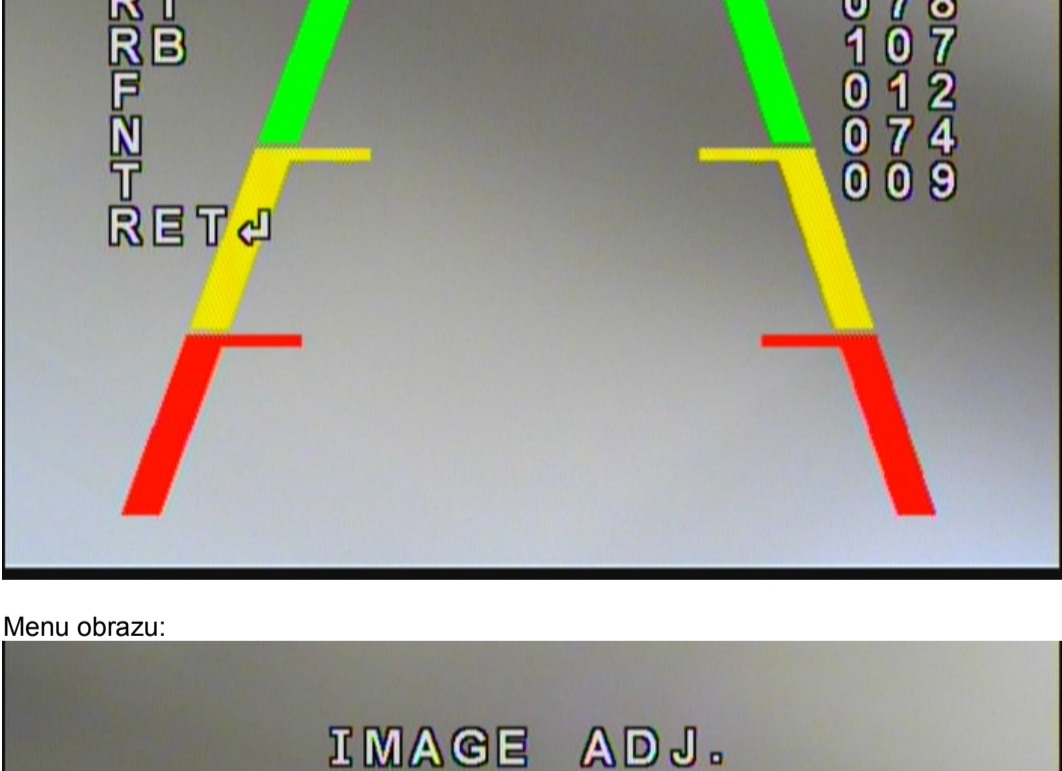 RB 107
F 012
N 074
T 009
RET↵
Menu obrazu:
IMAGE ADJ.